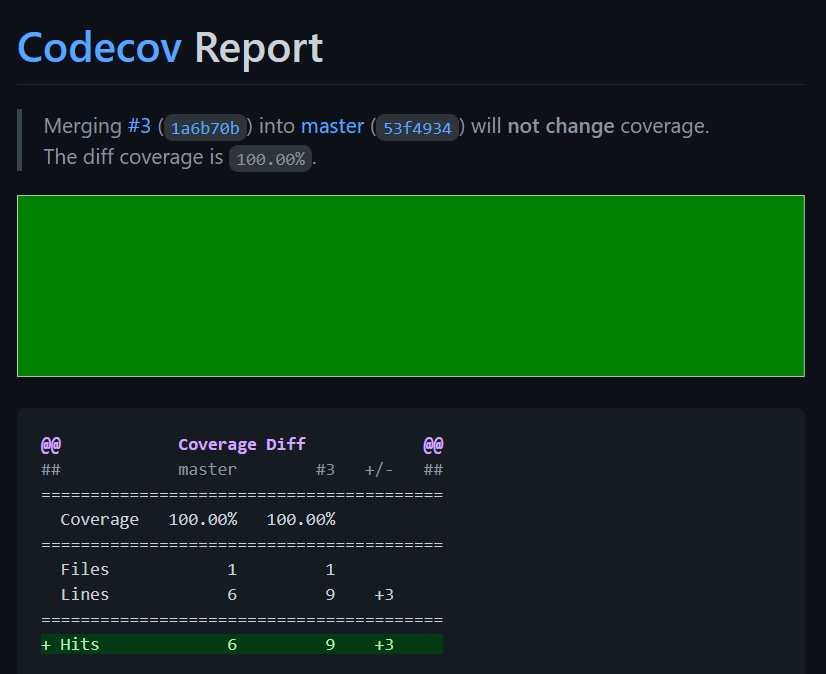 Codecov Report
Merging #3 (1a6b70b) into master (53f4934) will not change coverage.
The diff coverage is 100.00%.
@@            Coverage Diff            @@
##            master        #3   +/-   ##
=========================================
  Coverage   100.00%   100.00%
=========================================
  Files            1         1
  Lines            6         9    +3
=========================================
+ Hits             6         9    +3